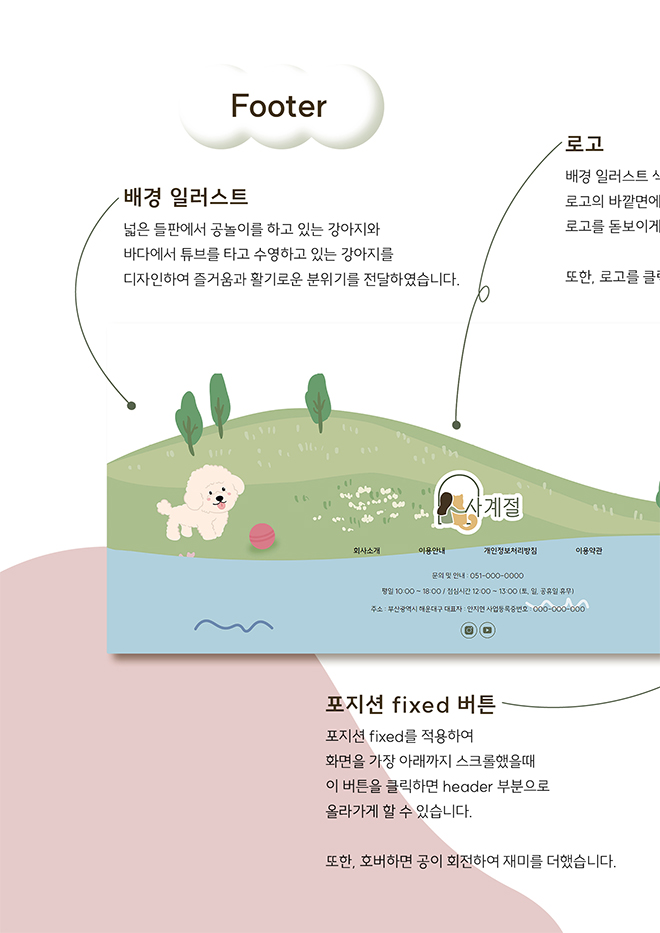 Footer
배경 일러스트
넓은 들판에서 공놀이를 하고 있는 강아지와
바다에서 튜브를 타고 수영하고 있는 강아지를
디자인하여 즐거움과 활기로운 분위기를 전달하였습니다.
로고
배경 일러스트
로고의 바깥면에
로고를 돋보이게
또한, 로고를 클릭
사계절
회사소개 이용안내 개인정보처리방침 이용약관
문의 및 안내 : 051-000-0000
평일 10:00 ~ 18:00 / 점심시간 12:00 ~ 13:00 (토, 일, 공휴일 휴무)
주소 : 부산광역시 해운대구 대표자 : 안지현 사업등록증번호 : 000-000-000
포지션 fixed 버튼
포지션 fixed를 적용하여
화면을 가장 아래까지 스크롤했을때
이 버튼을 클릭하면 header 부분으로
올라가게 할 수 있습니다.
또한, 호버하면 공이 회전하여 재미를 더했습니다.